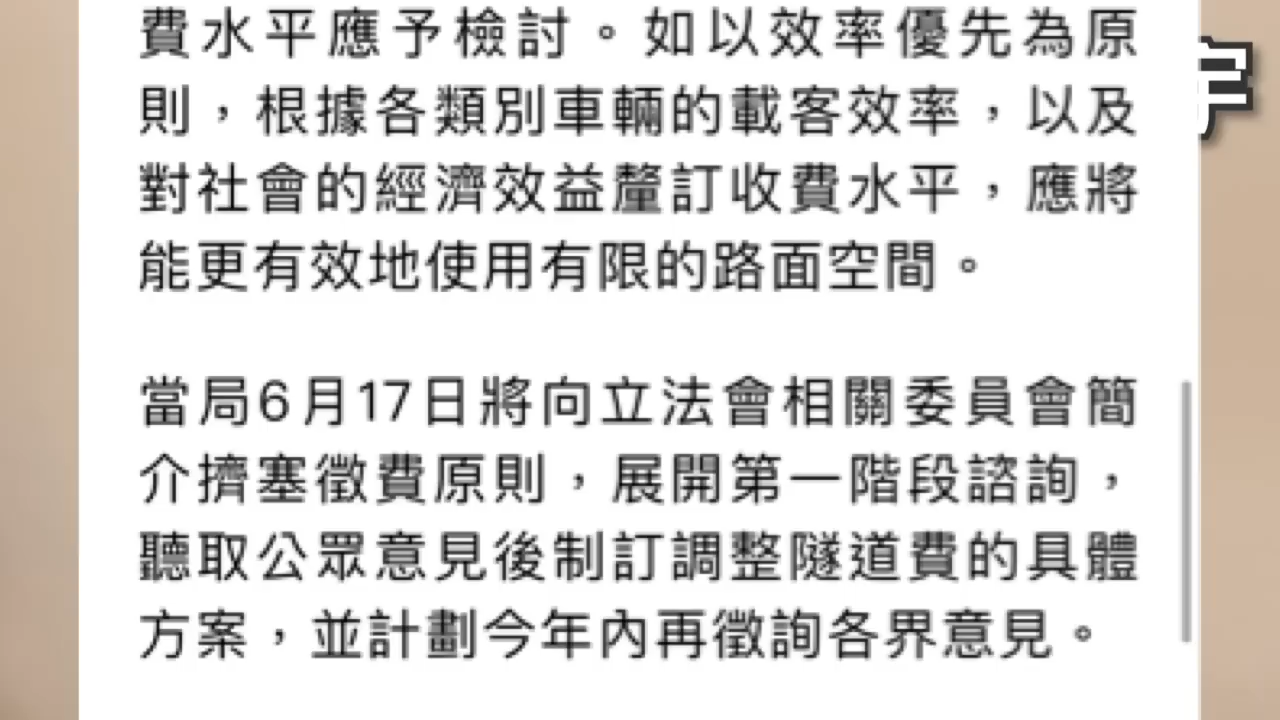 費水平應予檢討。如以效率優先為原
則，根據各類別車輛的載客效率，以及
對社會的經濟效益釐訂收費水平，應將
能更有效地使用有限的路面空間。
當局6月17日將向立法會相關委員會簡
介擠塞徵費原則，展開第一階段諮詢，
聽取公眾意見後制訂調整隧道費的具體
方案，並計劃今年內再徵詢各界意見。